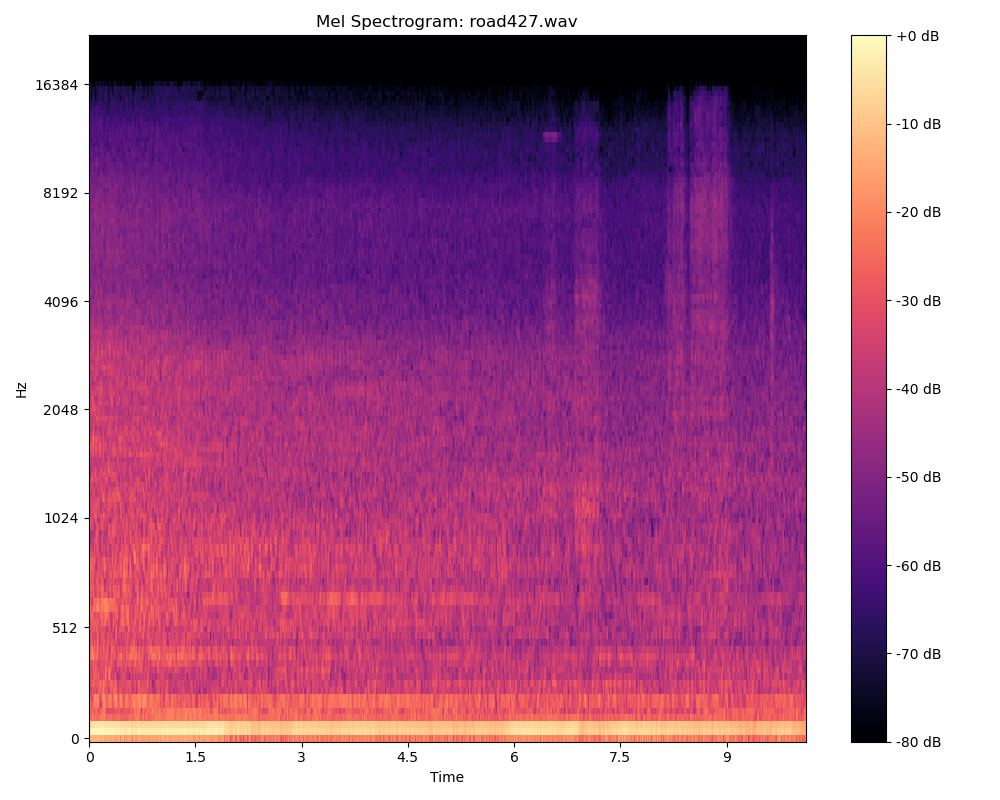 Mel Spectrogram: road427.wav
Hz
16384
8192
4096
2048
1024
512
0
0 1.5 3 4.5 6 7.5 9
Time
+0 dB
-10 dB
-20 dB
-30 dB
-40 dB
-50 dB
-60 dB
-70 dB
-80 dB